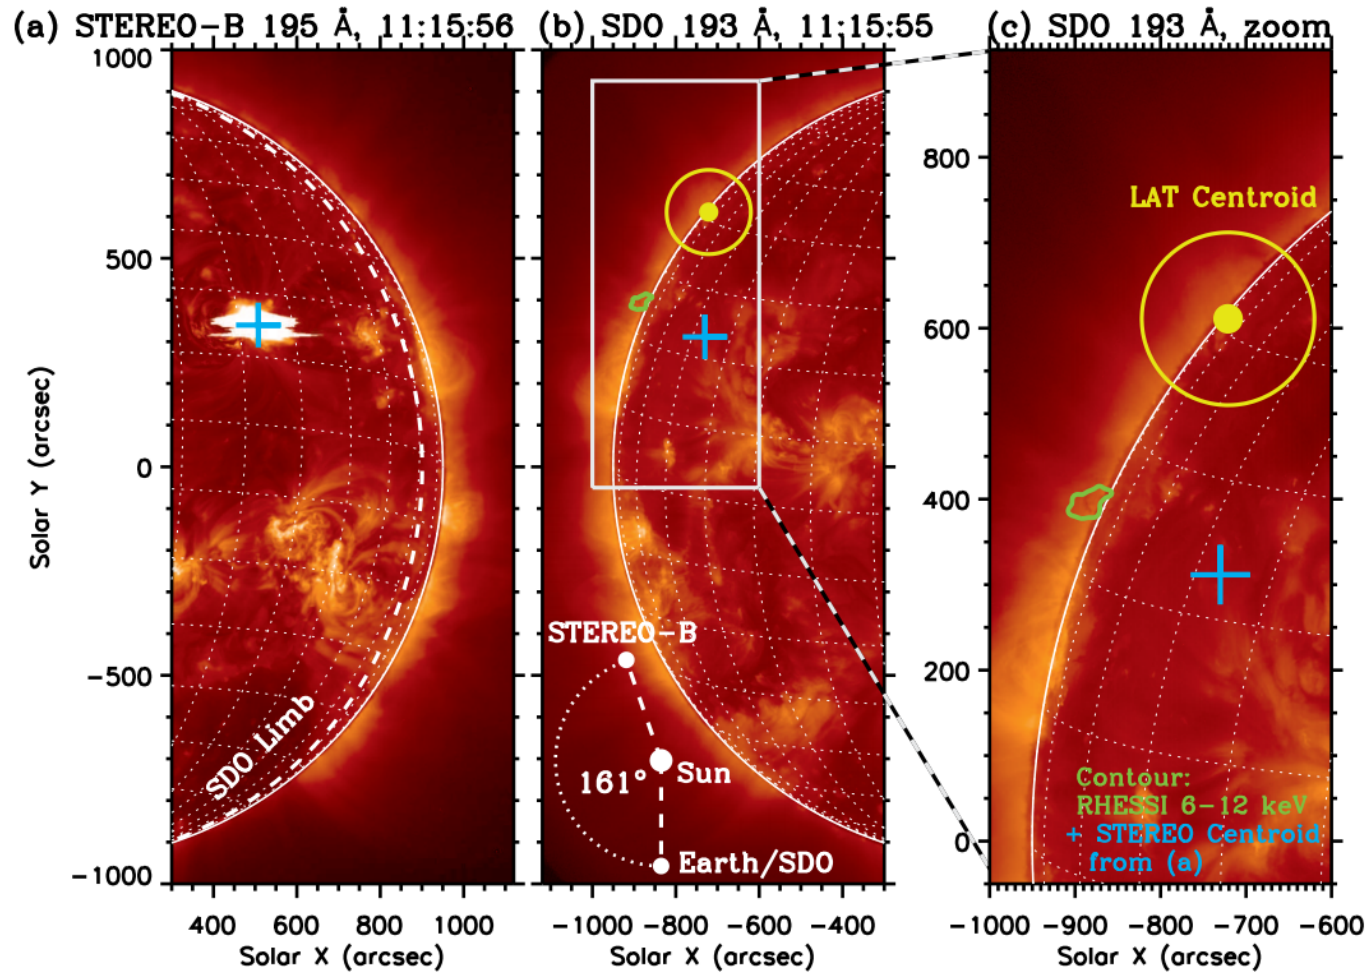 (a) STEREO-B 195 Å, 11:15:56
(b) SDO 193 Å, 11:15:55
(c) SDO 193 Å, zoom
1000
500
0
-500
-1000
Solar Y (arcsec)
SDO Limb
400 600 800 1000
Solar X (arcsec)
STEREO-B
161°
Sun
Earth/SDO
-1000 -800 -600 -400
Solar X (arcsec)
800
600
400
200
0
LAT Centroid
Contour:
RHESSI 6-12 keV
+ STEREO Centroid
from (a)
-1000 -900 -800 -700 -600
Solar X (arcsec)